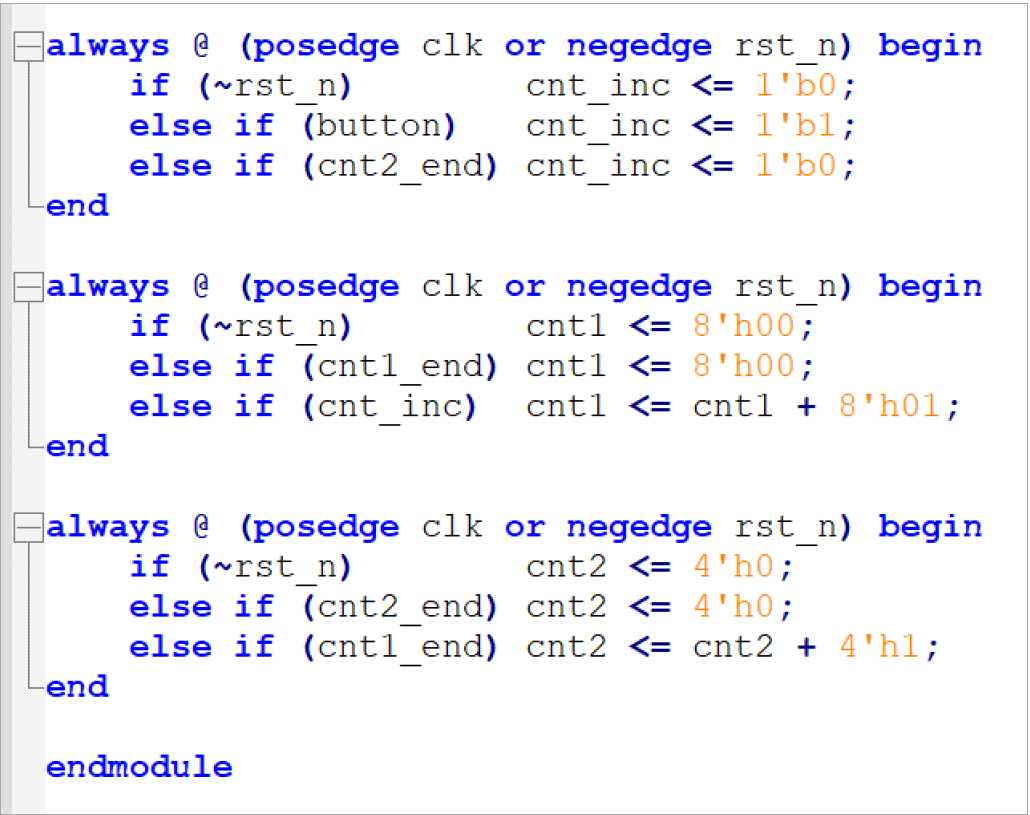 always @ (posedge clk or negedge rst_n) begin
    if (~rst_n)        cnt_inc <= 1'b0;
    else if (button)   cnt_inc <= 1'b1;
    else if (cnt2_end) cnt_inc <= 1'b0;
end

always @ (posedge clk or negedge rst_n) begin
    if (~rst_n)        cnt1 <= 8'h00;
    else if (cnt1_end) cnt1 <= 8'h00;
    else if (cnt_inc)  cnt1 <= cnt1 + 8'h01;
end

always @ (posedge clk or negedge rst_n) begin
    if (~rst_n)        cnt2 <= 4'h0;
    else if (cnt2_end) cnt2 <= 4'h0;
    else if (cnt1_end) cnt2 <= cnt2 + 4'h1;
end

endmodule